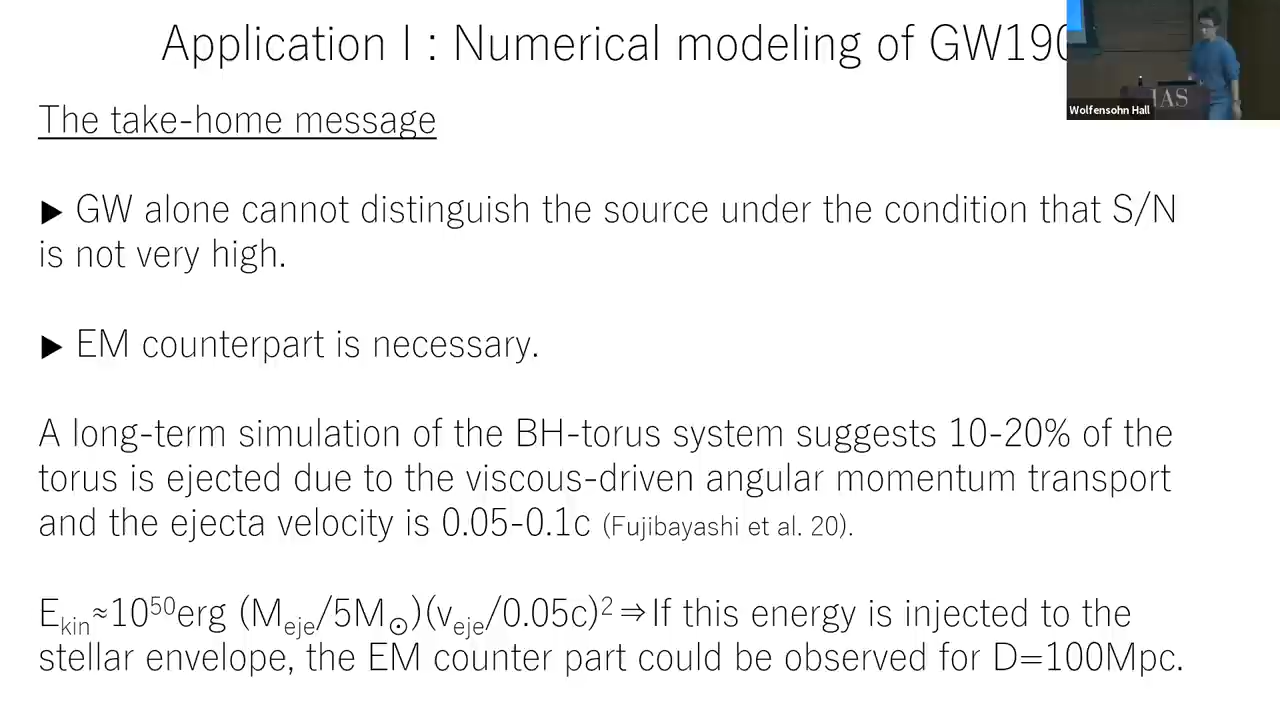 Application I : Numerical modeling of GW190
IAS
Wolfensohn Hall
The take-home message
▶ GW alone cannot distinguish the source under the condition that S/N
is not very high.
▶ EM counterpart is necessary.
A long-term simulation of the BH-torus system suggests 10-20% of the
torus is ejected due to the viscous-driven angular momentum transport
and the ejecta velocity is 0.05-0.1c (Fujibayashi et al. 20).
E_kin≈10⁵⁰erg (M_eje/5M_⊙)(v_eje/0.05c)²⇒If this energy is injected to the
stellar envelope, the EM counter part could be observed for D=100Mpc.